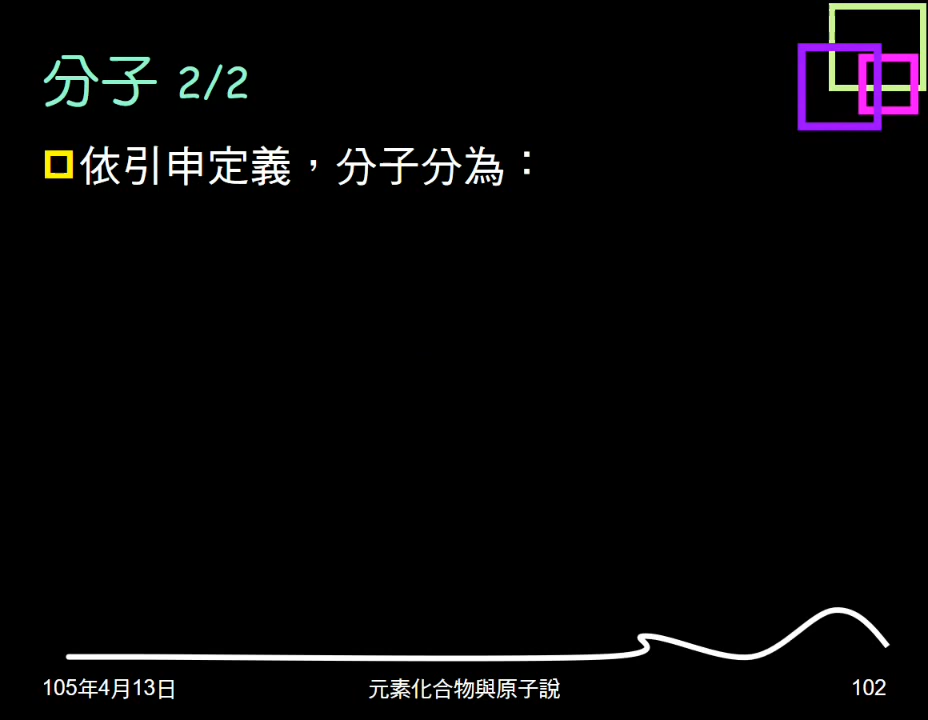 分子 2/2
依引申定義，分子分為：
105年4月13日
元素化合物與原子說
102